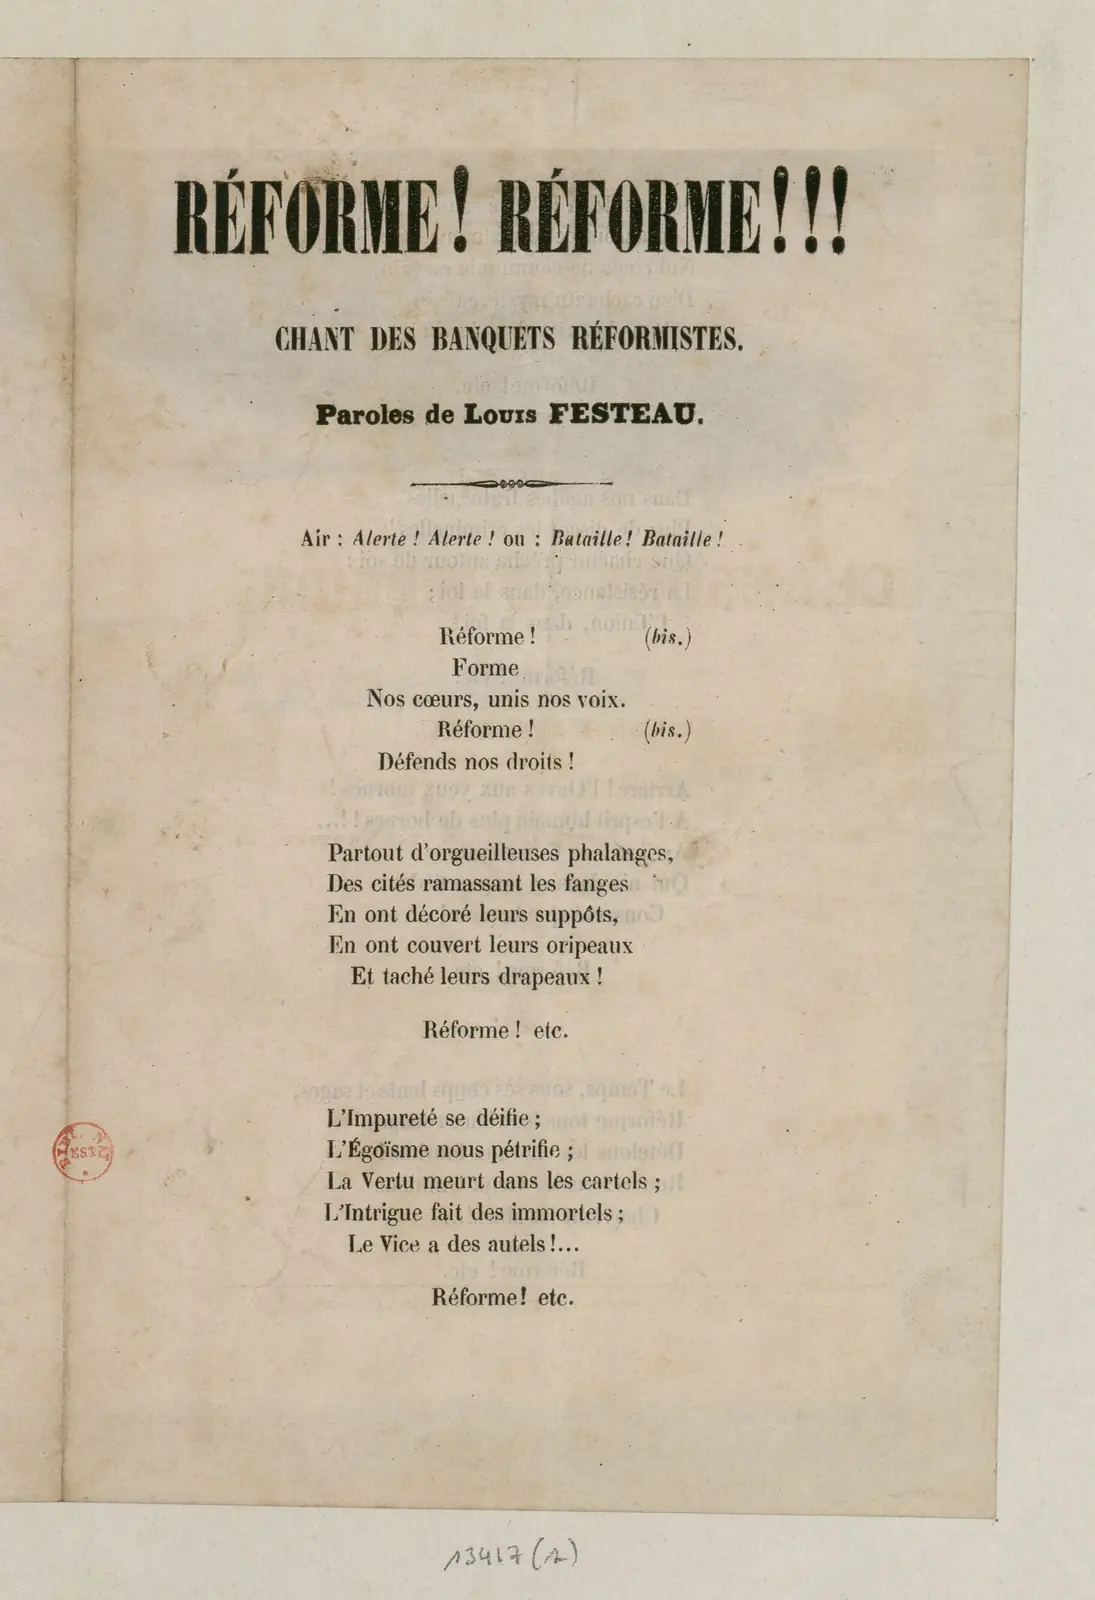 RÉFORME! RÉFORME!!!
CHANT DES BANQUETS RÉFORMISTES.
Paroles de Louis FESTEAU.
Air : Alerte ! Alerte ! ou : Bataille ! Bataille !
Réforme ! (bis.)
Forme
Nos cœurs, unis nos voix.
Réforme ! (bis.)
Défends nos droits !
Partout d'orgueilleuses phalanges,
Des cités ramassant les fanges
En ont décoré leurs suppôts,
En ont couvert leurs oripeaux
Et taché leurs drapeaux !
Réforme ! etc.
L'Impureté se déifie ;
L'Égoïsme nous pétrifie ;
La Vertu meurt dans les cartels ;
L'Intrigue fait des immortels ;
Le Vice a des autels !...
Réforme! etc.
BIBL. NAT.
EST.
13417 (1)